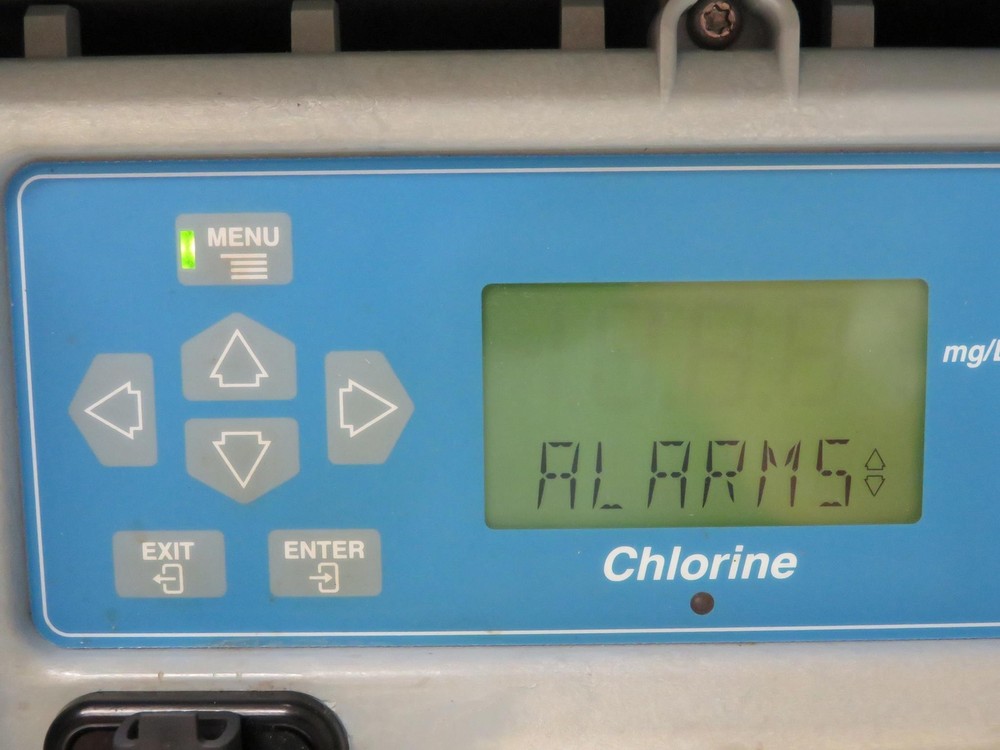 MENU
ALARMS
EXIT
ENTER
Chlorine
mg/L